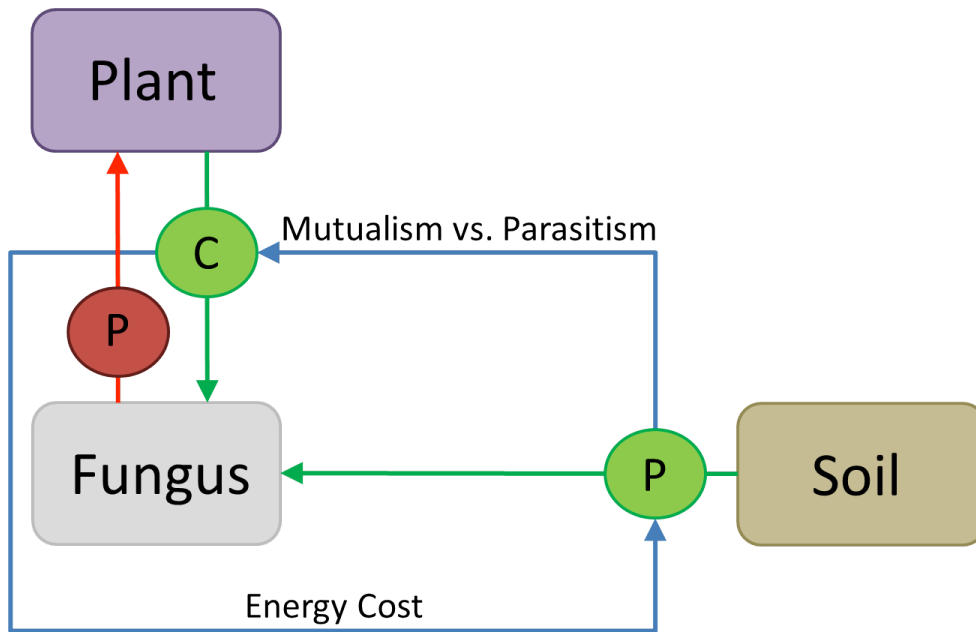 Plant
Mutualism vs. Parasitism
C
P
Fungus
P
Soil
Energy Cost